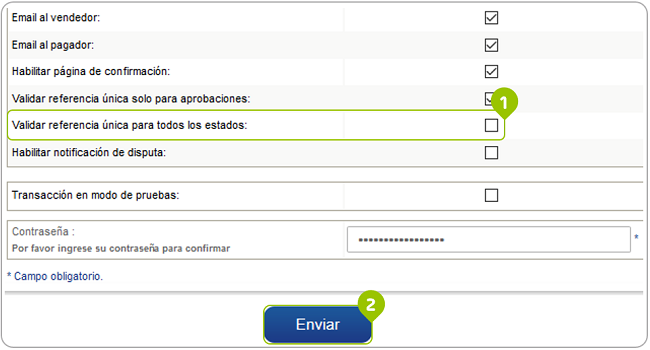 Email al vendedor:
Email al pagador:
Habilitar página de confirmación:
Validar referencia única solo para aprobaciones:
1
Validar referencia única para todos los estados:
Habilitar notificación de disputa:
Transacción en modo de pruebas:
Contraseña :
Por favor ingrese su contraseña para confirmar
*
* Campo obligatorio.
2
Enviar